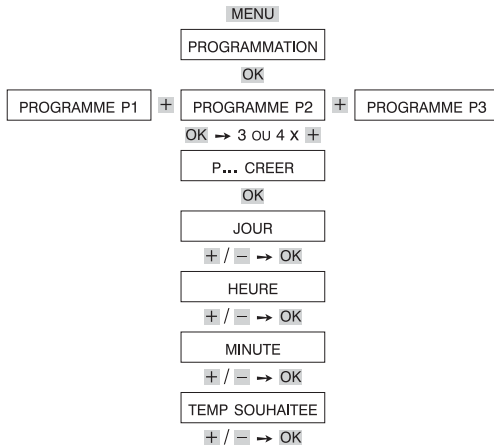 MENU
PROGRAMMATION
OK
PROGRAMME P1 + PROGRAMME P2 + PROGRAMME P3
OK → 3 OU 4 X +
P... CREER
OK
JOUR
+ / − → OK
HEURE
+ / − → OK
MINUTE
+ / − → OK
TEMP SOUHAITEE
+ / − → OK